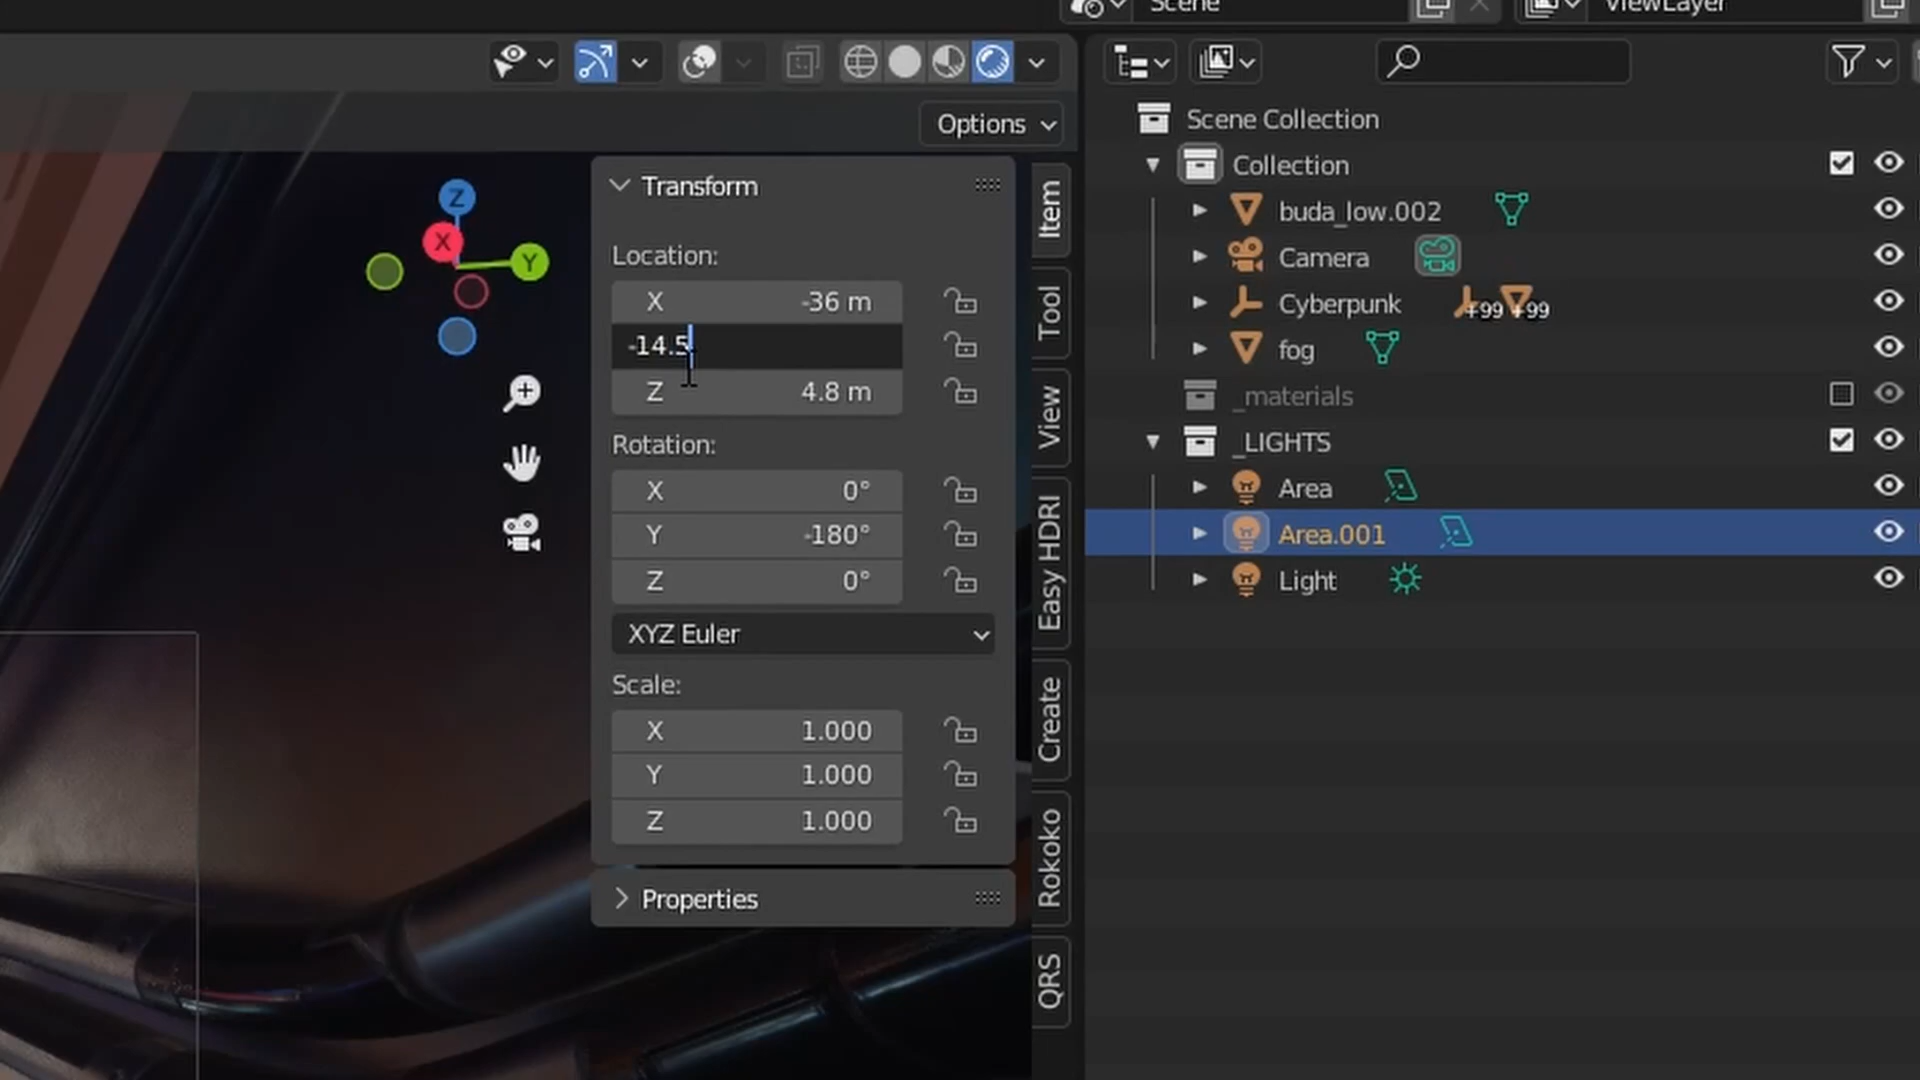 Scene
ViewLayer
Options
Transform
Location:
X -36 m
-14.5
Z 4.8 m
Rotation:
X 0°
Y -180°
Z 0°
XYZ Euler
Scale:
X 1.000
Y 1.000
Z 1.000
Properties
Z
X
Y
Item
Tool
View
Easy HDRI
Create
Rokoko
QRS
Scene Collection
Collection
buda_low.002
Camera
Cyberpunk +99 +99
fog
_materials
_LIGHTS
Area
Area.001
Light